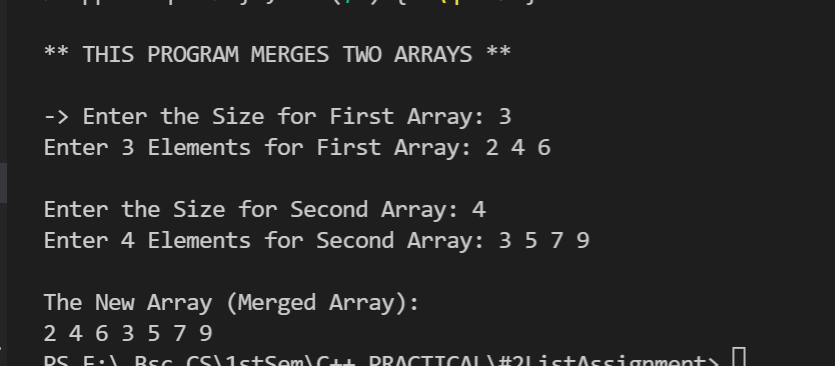 ** THIS PROGRAM MERGES TWO ARRAYS **
-> Enter the Size for First Array: 3
Enter 3 Elements for First Array: 2 4 6
Enter the Size for Second Array: 4
Enter 4 Elements for Second Array: 3 5 7 9
The New Array (Merged Array):
2 4 6 3 5 7 9
PS E:\ Bsc CS\1stSem\C++ PRACTICAL\#2ListAssignment>